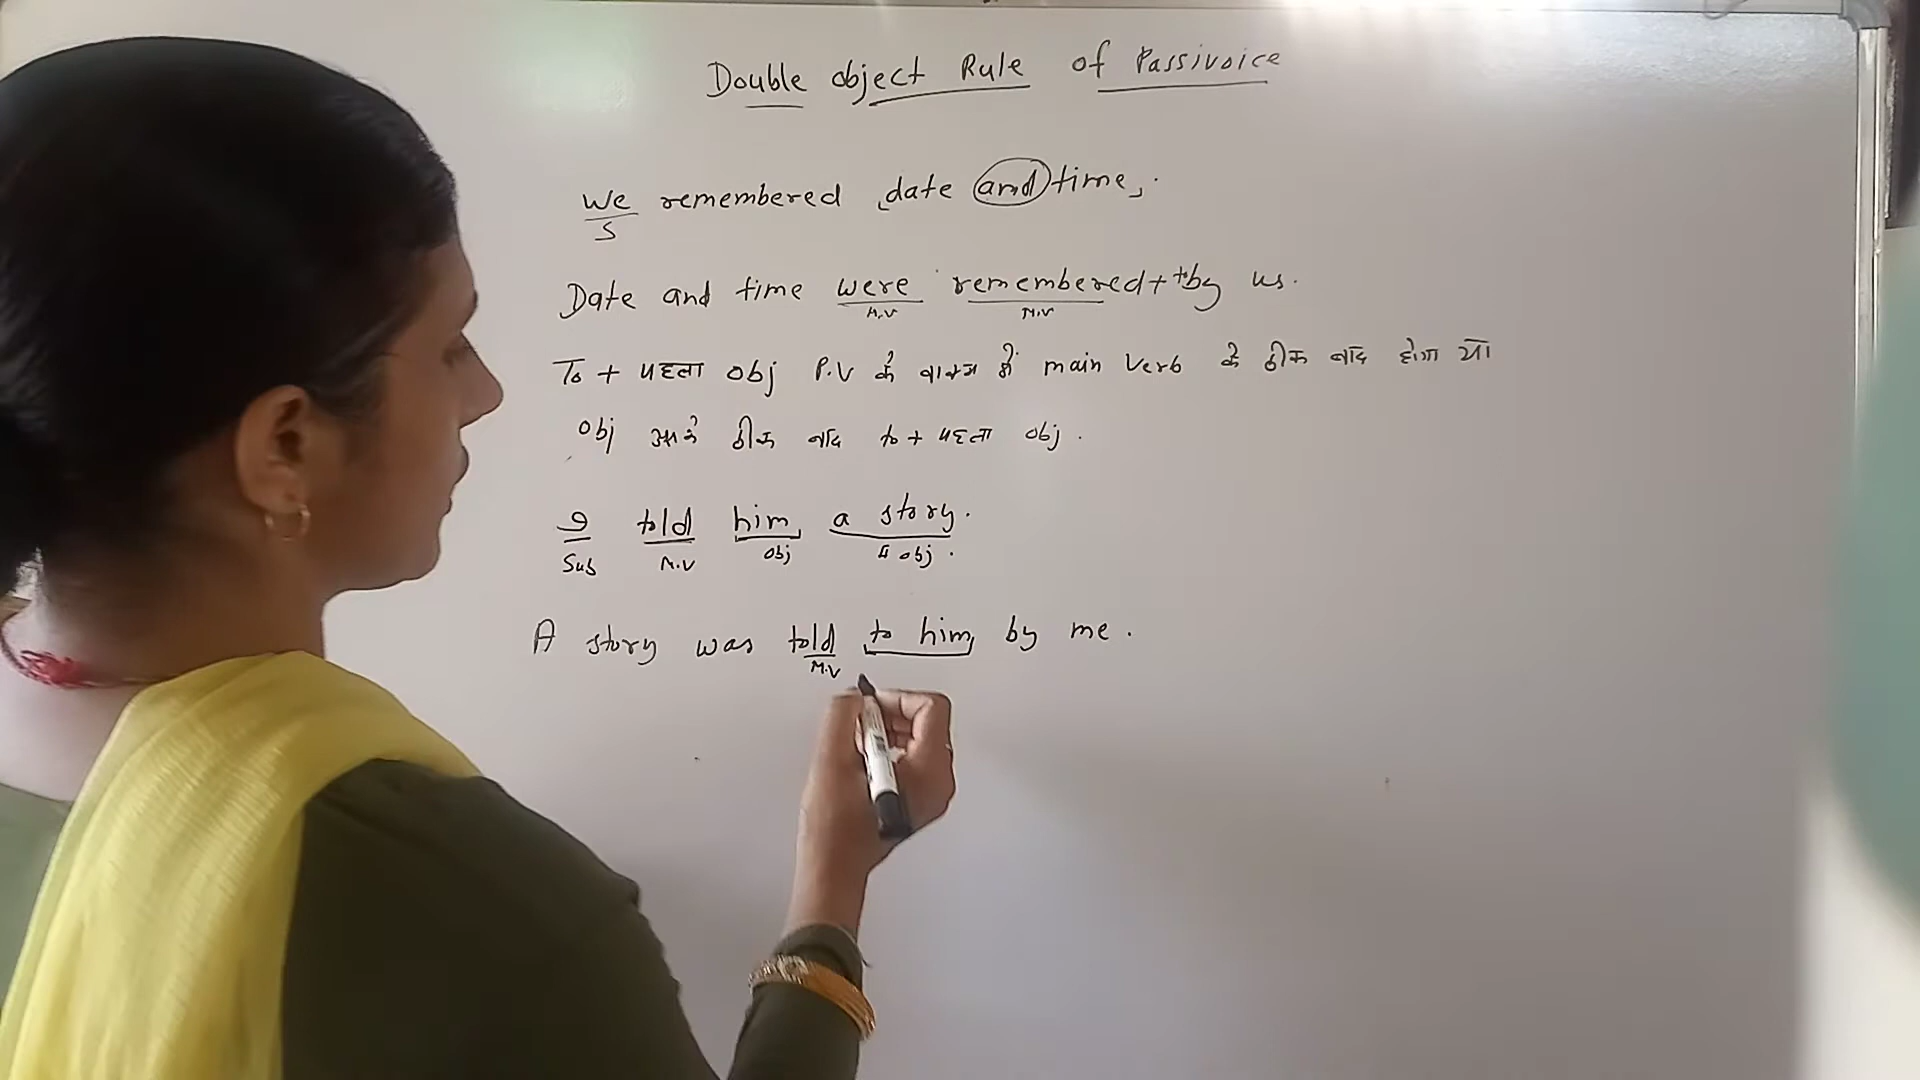 Double object Rule of Passivoice
We remembered date and time.
S
Date and time were remembered + by us.
H.V M.V
To + पहला obj P.V के वाक्य में main verb के ठीक बाद होगा या
obj आने ठीक बाद to + पहला obj.
I told him a story.
Sub M.V obj II obj.
A story was told to him by me.
M.V